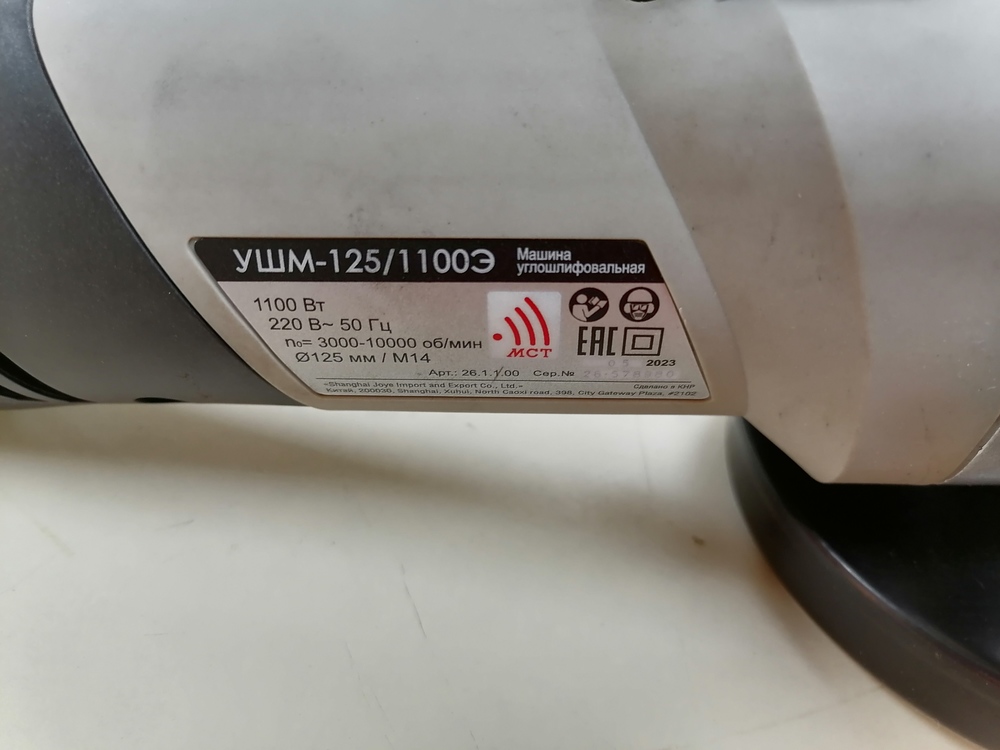 УШМ-125/1100Э
Машина
углошлифовальная
1100 Вт
220 В~ 50 Гц
n₀= 3000-10000 об/мин
Ø125 мм / М14
МСТ
ЕАС
2023
Арт.: 26.1.1.00 Сер.№
«Shanghai Joye Import and Export Co., Ltd.»
Сделано в КНР
Китай, 200030, Shanghai, Xuhui, North Caoxi road, 398, City Gateway Plaza, #2102